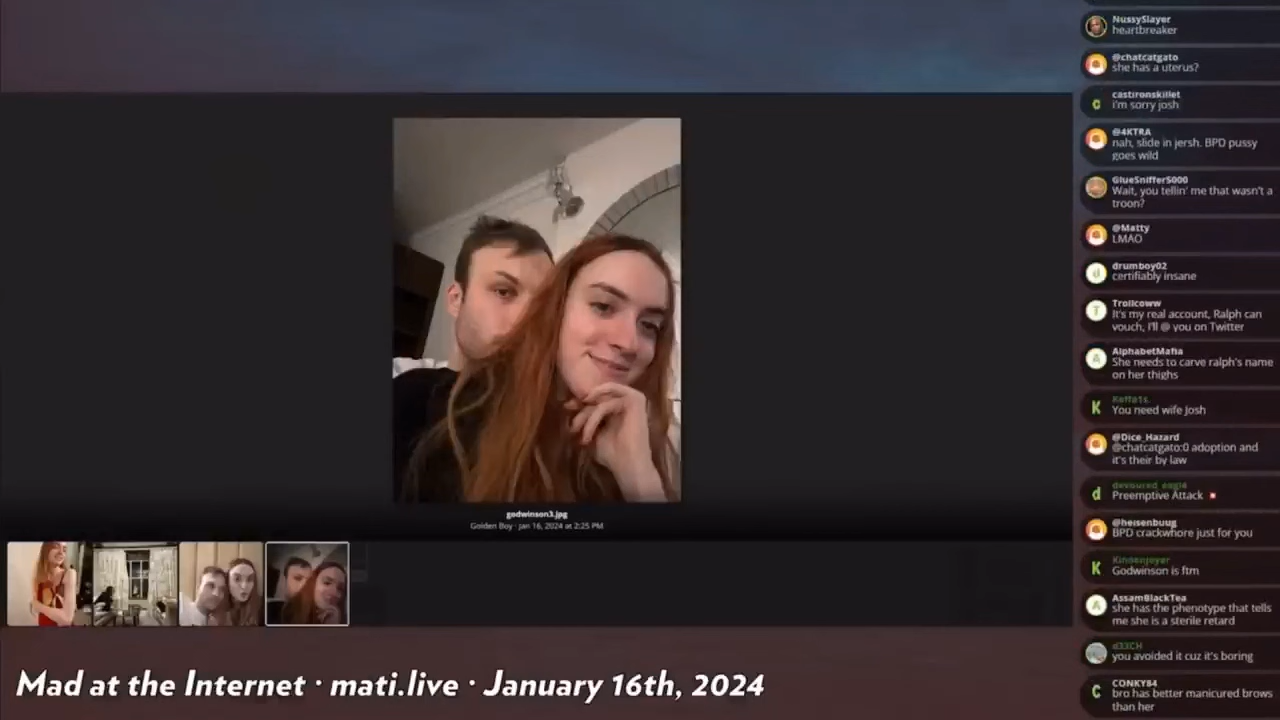 NussySlayer
heartbreaker
@chatcatgato
she has a uterus?
castironskillet
i'm sorry josh
@4KTRA
nah, slide in jersh. BPD pussy
goes wild
GlueSniffer5000
Wait, you tellin' me that wasn't a
troon?
@Matty
LMAO
drumboy02
certifiably insane
Trollcoww
It's my real account, Ralph can
vouch, I'll @ you on Twitter
AlphabetMafia
She needs to carve ralph's name
on her thighs
You need wife Josh
@Dice_Hazard
@chatcatgato:0 adoption and
it's their by law
devoured_eagle
Preemptive Attack
@heisenbuug
BPD crackwhore just for you
Kindenjoyer
Godwinson is ftm
AssamBlackTea
she has the phenotype that tells
me she is a sterile retard
d33CH
you avoided it cuz it's boring
CONKY84
bro has better manicured brows
than her
godwinson3.jpg
Golden Boy · Jan 16, 2024 at 2:25 PM
Mad at the Internet · mati.live · January 16th, 2024